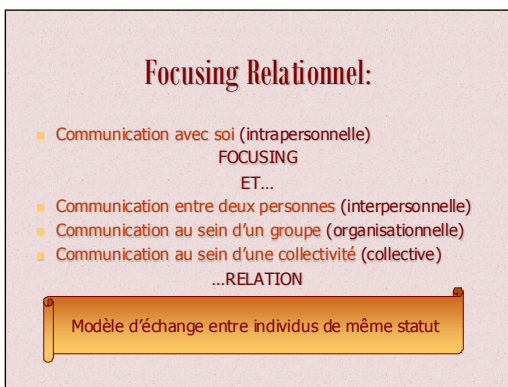 Focusing Relationnel:
Communication avec soi (intrapersonnelle)
FOCUSING
ET...
Communication entre deux personnes (interpersonnelle)
Communication au sein d'un groupe (organisationnelle)
Communication au sein d'une collectivité (collective)
...RELATION
Modèle d'échange entre individus de même statut